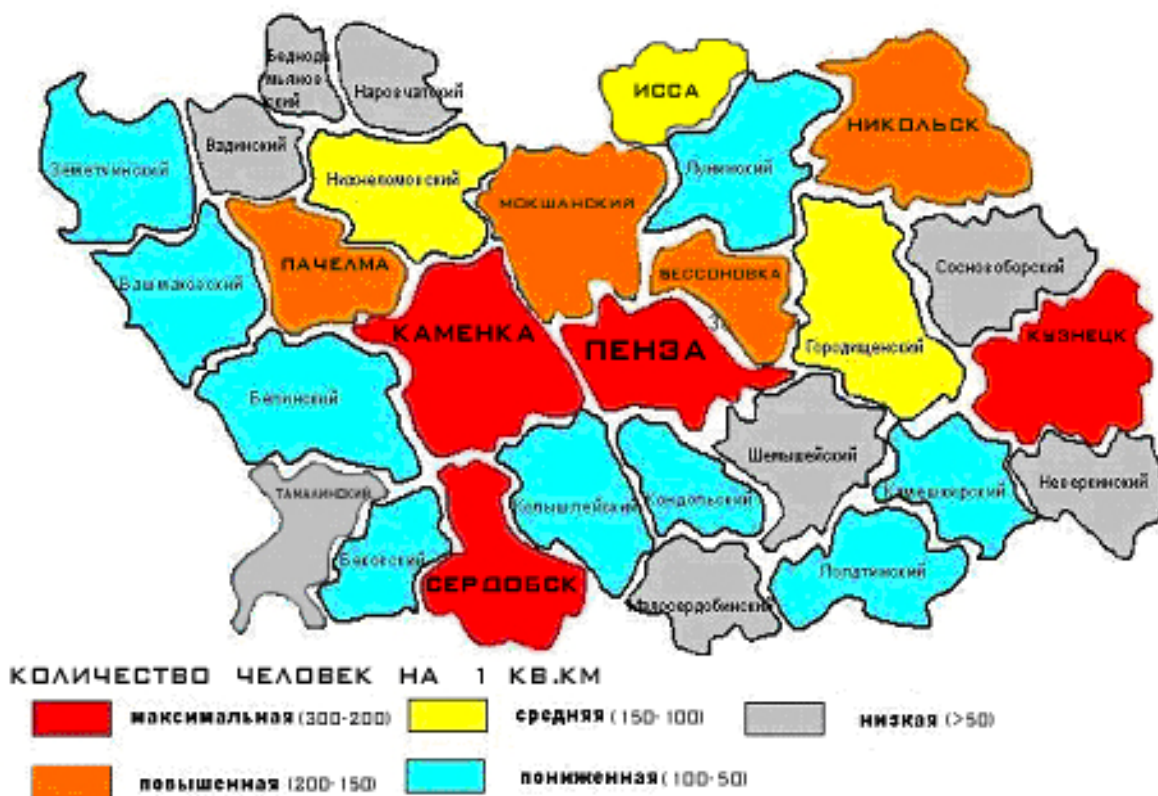 Беднодемьяновский
Наровчатский
ИССА
НИКОЛЬСК
Вадинский
Земетчинский
Нижнеломовский
Лунинский
МОКШАНСКИЙ
ПАЧЕЛМА
БЕССОНОВКА
Сосновоборский
Башмаковский
КАМЕНКА
ПЕНЗА
Городищенский
КУЗНЕЦК
Белинский
Шемышейский
ТАМАЛИНСКИЙ
Колышлейский
Кондольский
Камешкирский
Неверкинский
Бековский
СЕРДОБСК
Малосердобинский
Лопатинский
КОЛИЧЕСТВО ЧЕЛОВЕК НА 1 КВ.КМ
максимальная (300-200)
средняя (150-100)
низкая (>50)
повышенная (200-150)
пониженная (100-50)